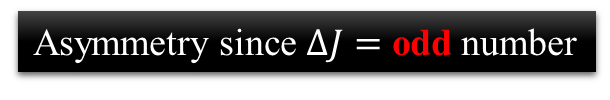 Asymmetry since Δ𝐽 = odd number